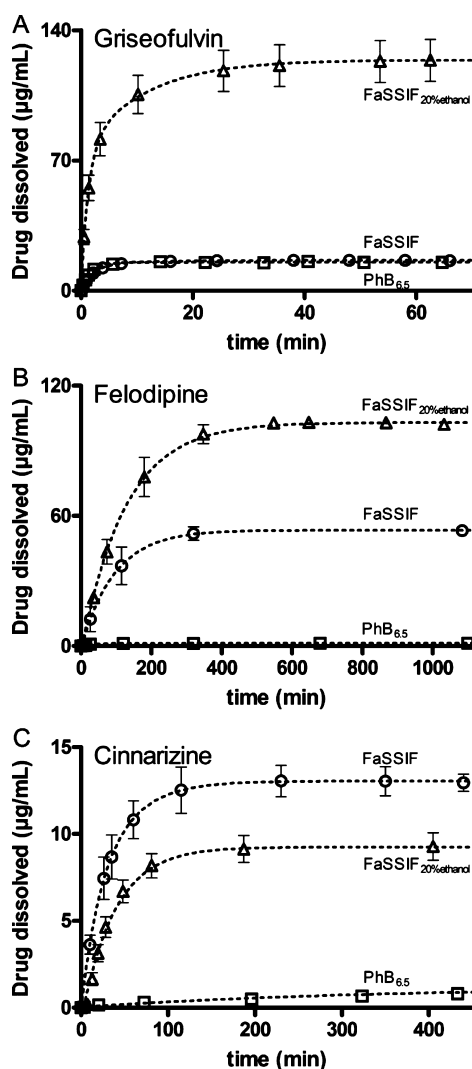 A
Griseofulvin
140
70
0
Drug dissolved (µg/mL)
FaSSIF20%ethanol
FaSSIF
PhB6.5
0 20 40 60
time (min)
B
Felodipine
120
60
0
Drug dissolved (µg/mL)
FaSSIF20%ethanol
FaSSIF
PhB6.5
0 200 400 600 800 1000
time (min)
C
Cinnarizine
15
10
5
0
Drug dissolved (µg/mL)
FaSSIF
FaSSIF20%ethanol
PhB6.5
0 100 200 300 400
time (min)